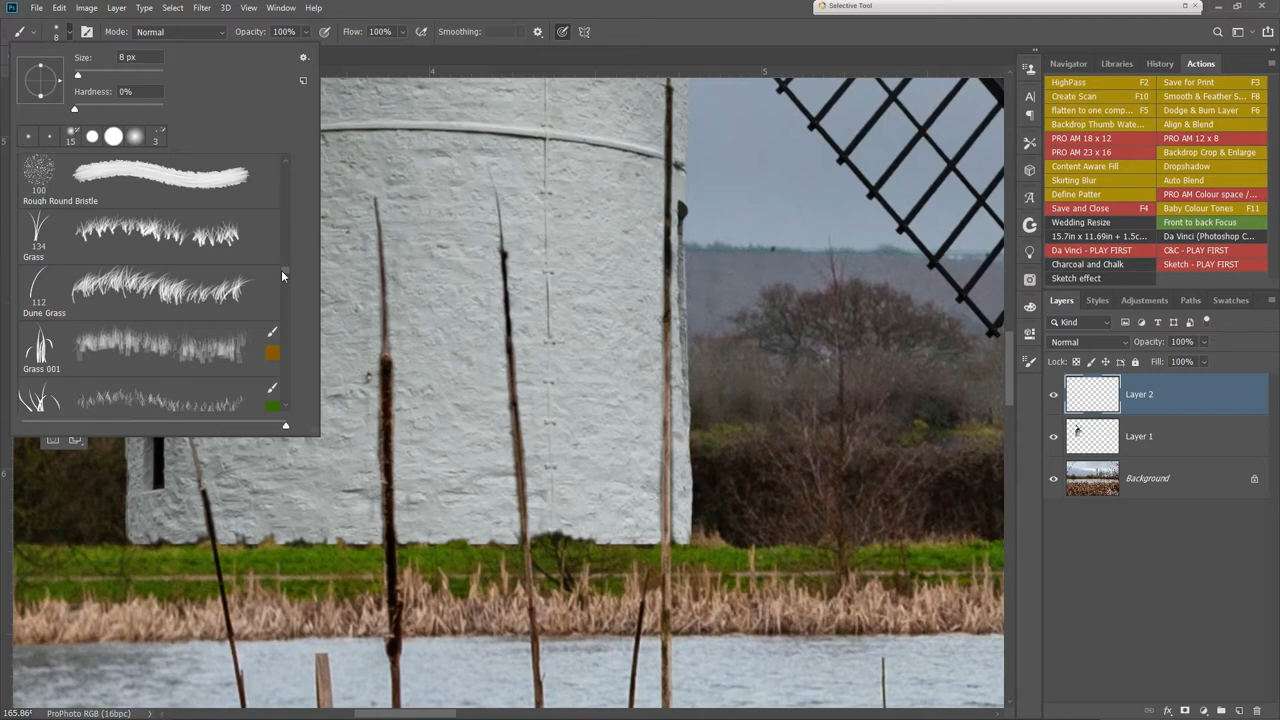 Ps File Edit Image Layer Type Select Filter 3D View Window Help
Selective Tool
8 Mode: Normal Opacity: 100% Flow: 100% Smoothing:
Size: 8 px
Hardness: 0%
15 3
100
Rough Round Bristle
134
Grass
112
Dune Grass
Grass 001
4 5
5
6
Navigator Libraries History Actions
HighPass F2 Save for Print F3
Create Scan F10 Smooth & Feather S... F8
flatten to one comp... F5 Dodge & Burn Layer F6
Backdrop Thumb Wate... Align & Blend
PRO AM 18 x 12 PRO AM 12 x 8
PRO AM 23 x 16 Backdrop Crop & Enlarge
Content Aware Fill Dropshadow
Skirting Blur Auto Blend
Define Patter PRO AM Colour space /...
Save and Close F4 Baby Colour Tones F11
Wedding Resize Front to back Focus
15.7in x 11.69in + 1.5c... Da Vinci (Photoshop C...
Da Vinci - PLAY FIRST C&C - PLAY FIRST
Charcoal and Chalk Sketch - PLAY FIRST
Sketch effect
Layers Styles Adjustments Paths Swatches
Kind
Normal Opacity: 100%
Lock: Fill: 100%
Layer 2
Layer 1
Background
165.86% ProPhoto RGB (16bpc)